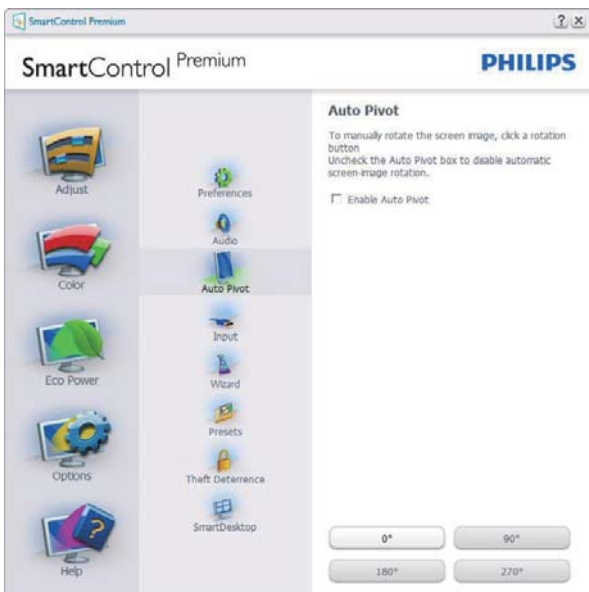 SmartControl Premium
SmartControl Premium
PHILIPS
Adjust
Color
Eco Power
Options
Help
Preferences
Audio
Auto Pivot
Input
Wizard
Presets
Theft Deterrence
SmartDesktop
Auto Pivot
To manually rotate the screen image, click a rotation
button
Uncheck the Auto Pivot box to disable automatic
screen-image rotation.
Enable Auto Pivot
0°
90°
180°
270°